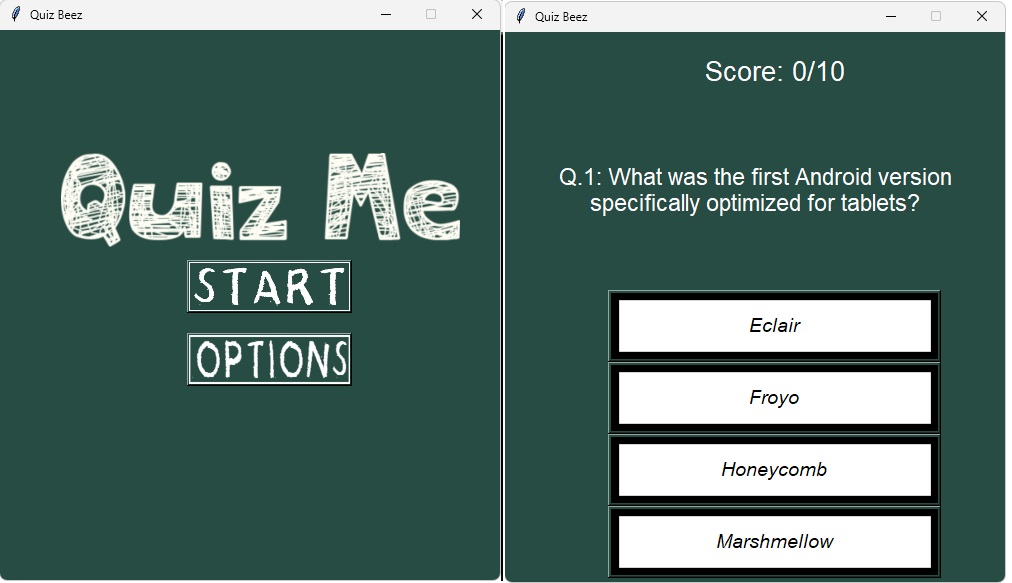 Quiz Beez
Quiz Me
START
OPTIONS
Quiz Beez
Score: 0/10
Q.1: What was the first Android version
specifically optimized for tablets?
Eclair
Froyo
Honeycomb
Marshmellow